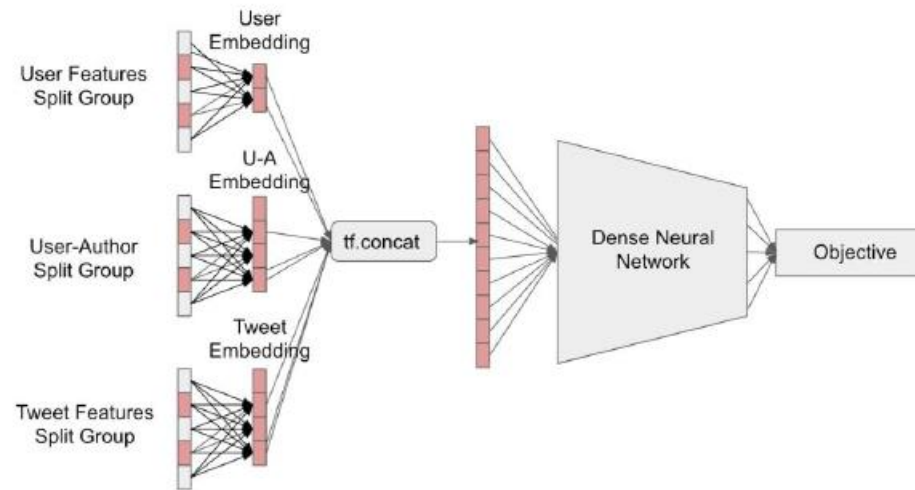 User
Embedding
User Features
Split Group
U-A
Embedding
User-Author
Split Group
tf.concat
Dense Neural
Network
Objective
Tweet
Embedding
Tweet Features
Split Group